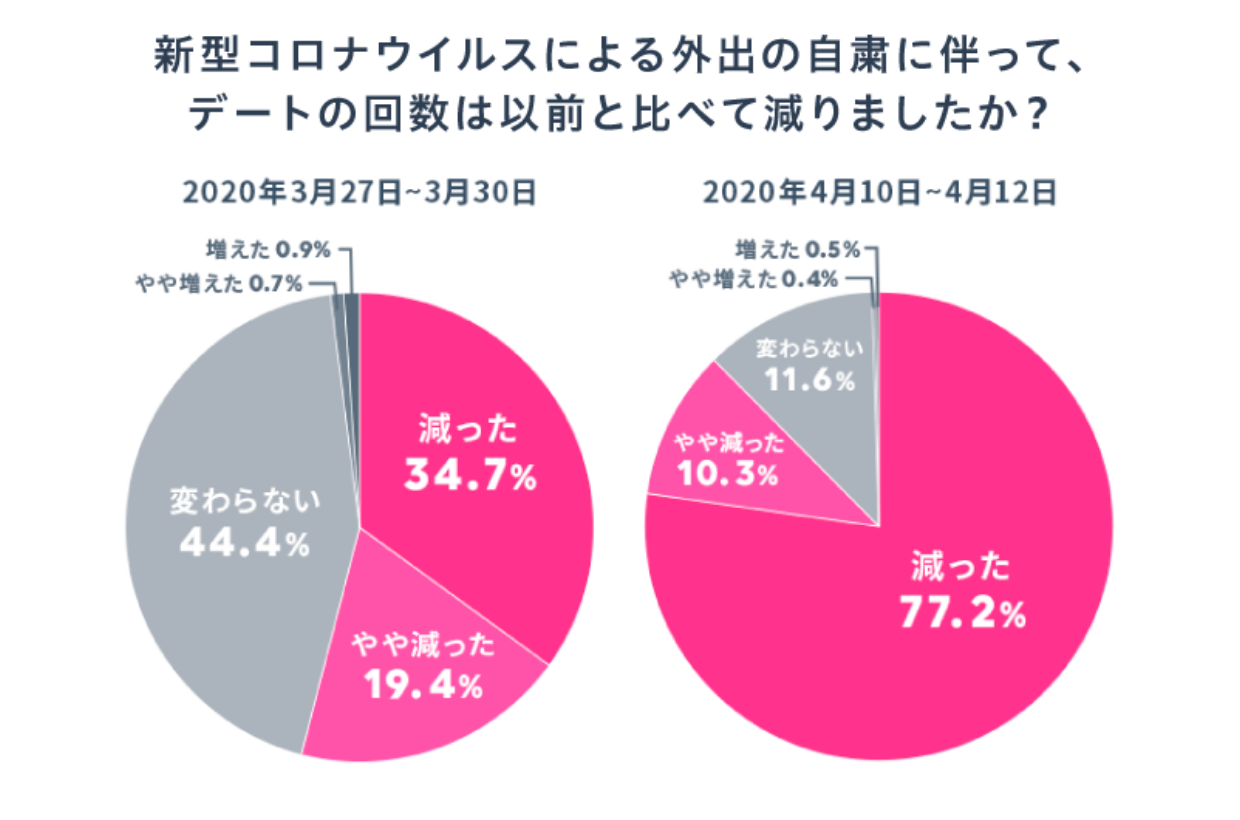 新型コロナウイルスによる外出の自粛に伴って、
デートの回数は以前と比べて減りましたか？
2020年3月27日~3月30日
増えた 0.9%
やや増えた 0.7%
減った
34.7%
変わらない
44.4%
やや減った
19.4%
2020年4月10日~4月12日
増えた 0.5%
やや増えた 0.4%
変わらない
11.6%
やや減った
10.3%
減った
77.2%